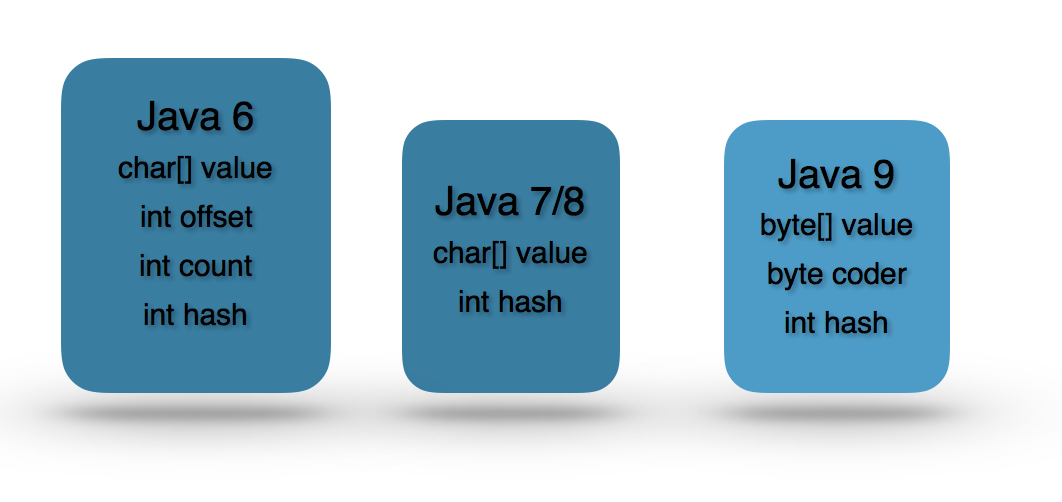 Java 6
char[] value
int offset
int count
int hash
Java 7/8
char[] value
int hash
Java 9
byte[] value
byte coder
int hash